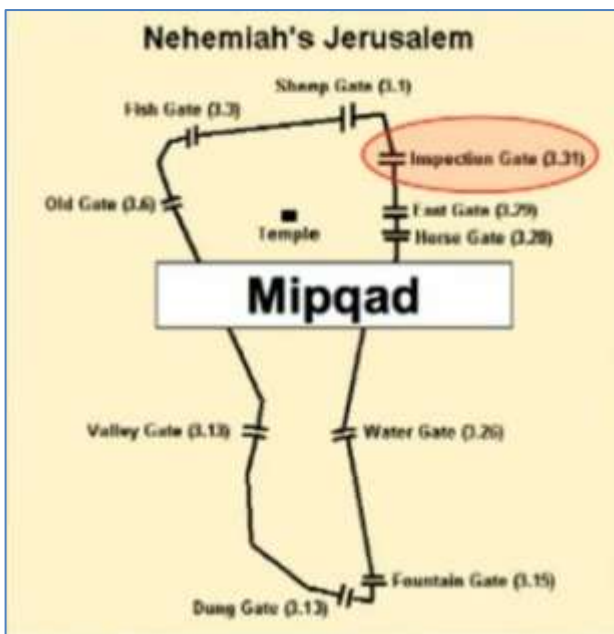 Nehemiah's Jerusalem
Sheep Gate (3.1)
Fish Gate (3.3)
Inspection Gate (3.31)
Old Gate (3.6)
East Gate (3.29)
Temple
Horse Gate (3.28)
Mipqad
Valley Gate (3.13)
Water Gate (3.26)
Fountain Gate (3.15)
Dung Gate (3.13)